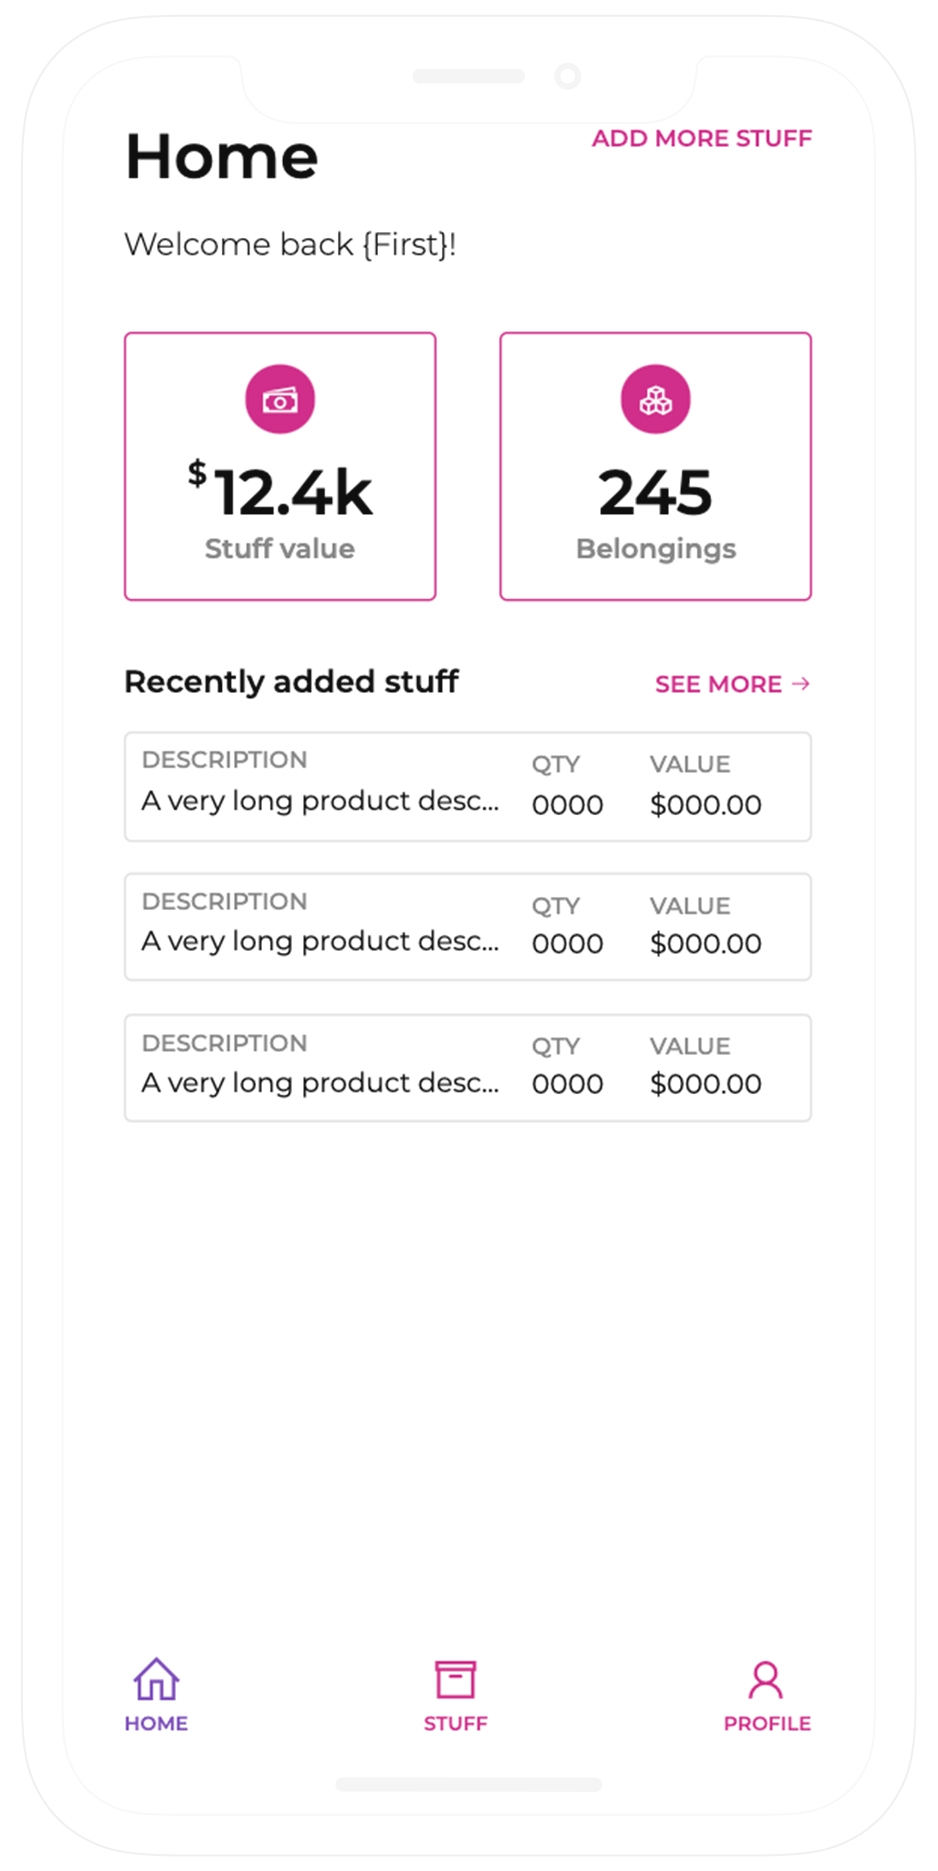 Home
ADD MORE STUFF
Welcome back {First}!
$12.4k
Stuff value
245
Belongings
Recently added stuff
SEE MORE →
DESCRIPTION QTY VALUE
A very long product desc... 0000 $000.00
DESCRIPTION QTY VALUE
A very long product desc... 0000 $000.00
DESCRIPTION QTY VALUE
A very long product desc... 0000 $000.00
HOME STUFF PROFILE